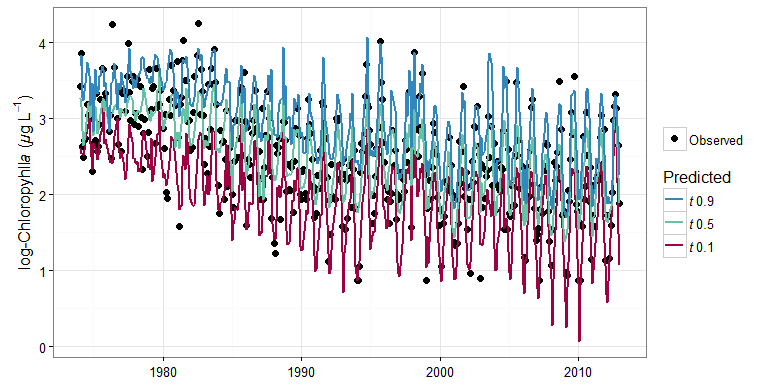 log-Chloropyhlla (µg L⁻¹)
4
3
2
1
0
1980 1990 2000 2010
Observed
Predicted
t 0.9
t 0.5
t 0.1